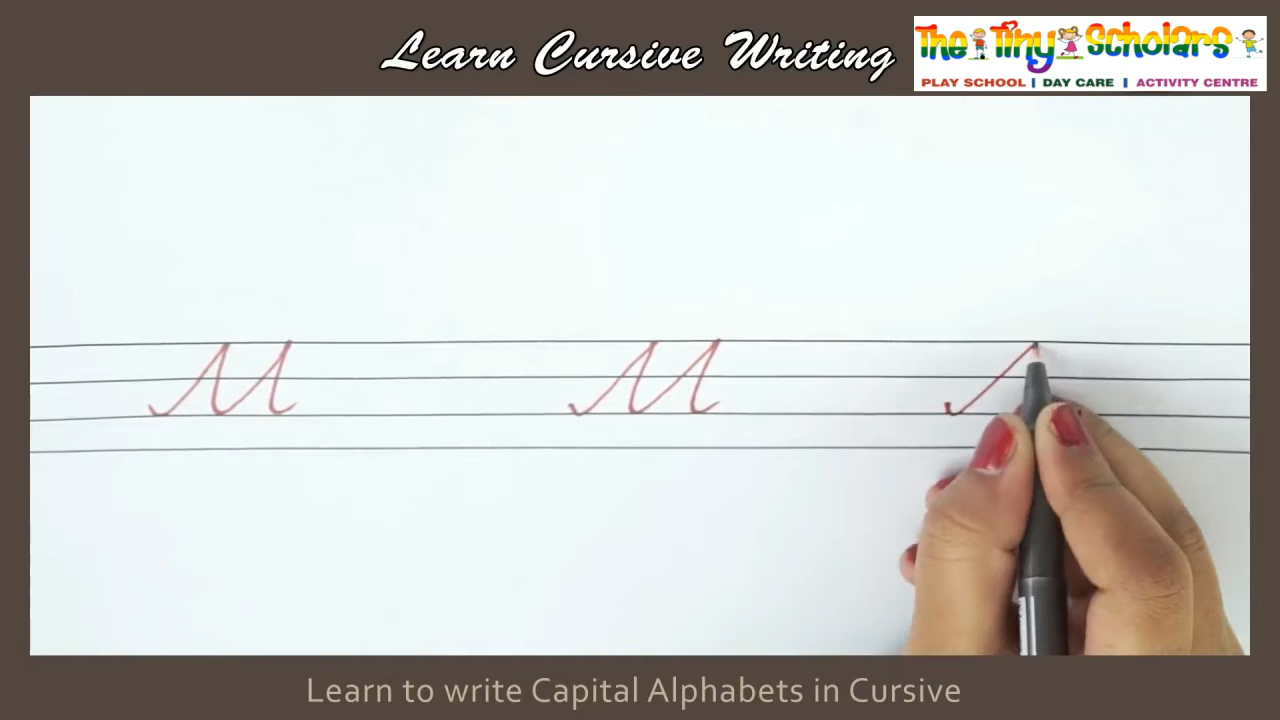 Learn Cursive Writing
The Tiny Scholars
PLAY SCHOOL | DAY CARE | ACTIVITY CENTRE
M M
Learn to write Capital Alphabets in Cursive